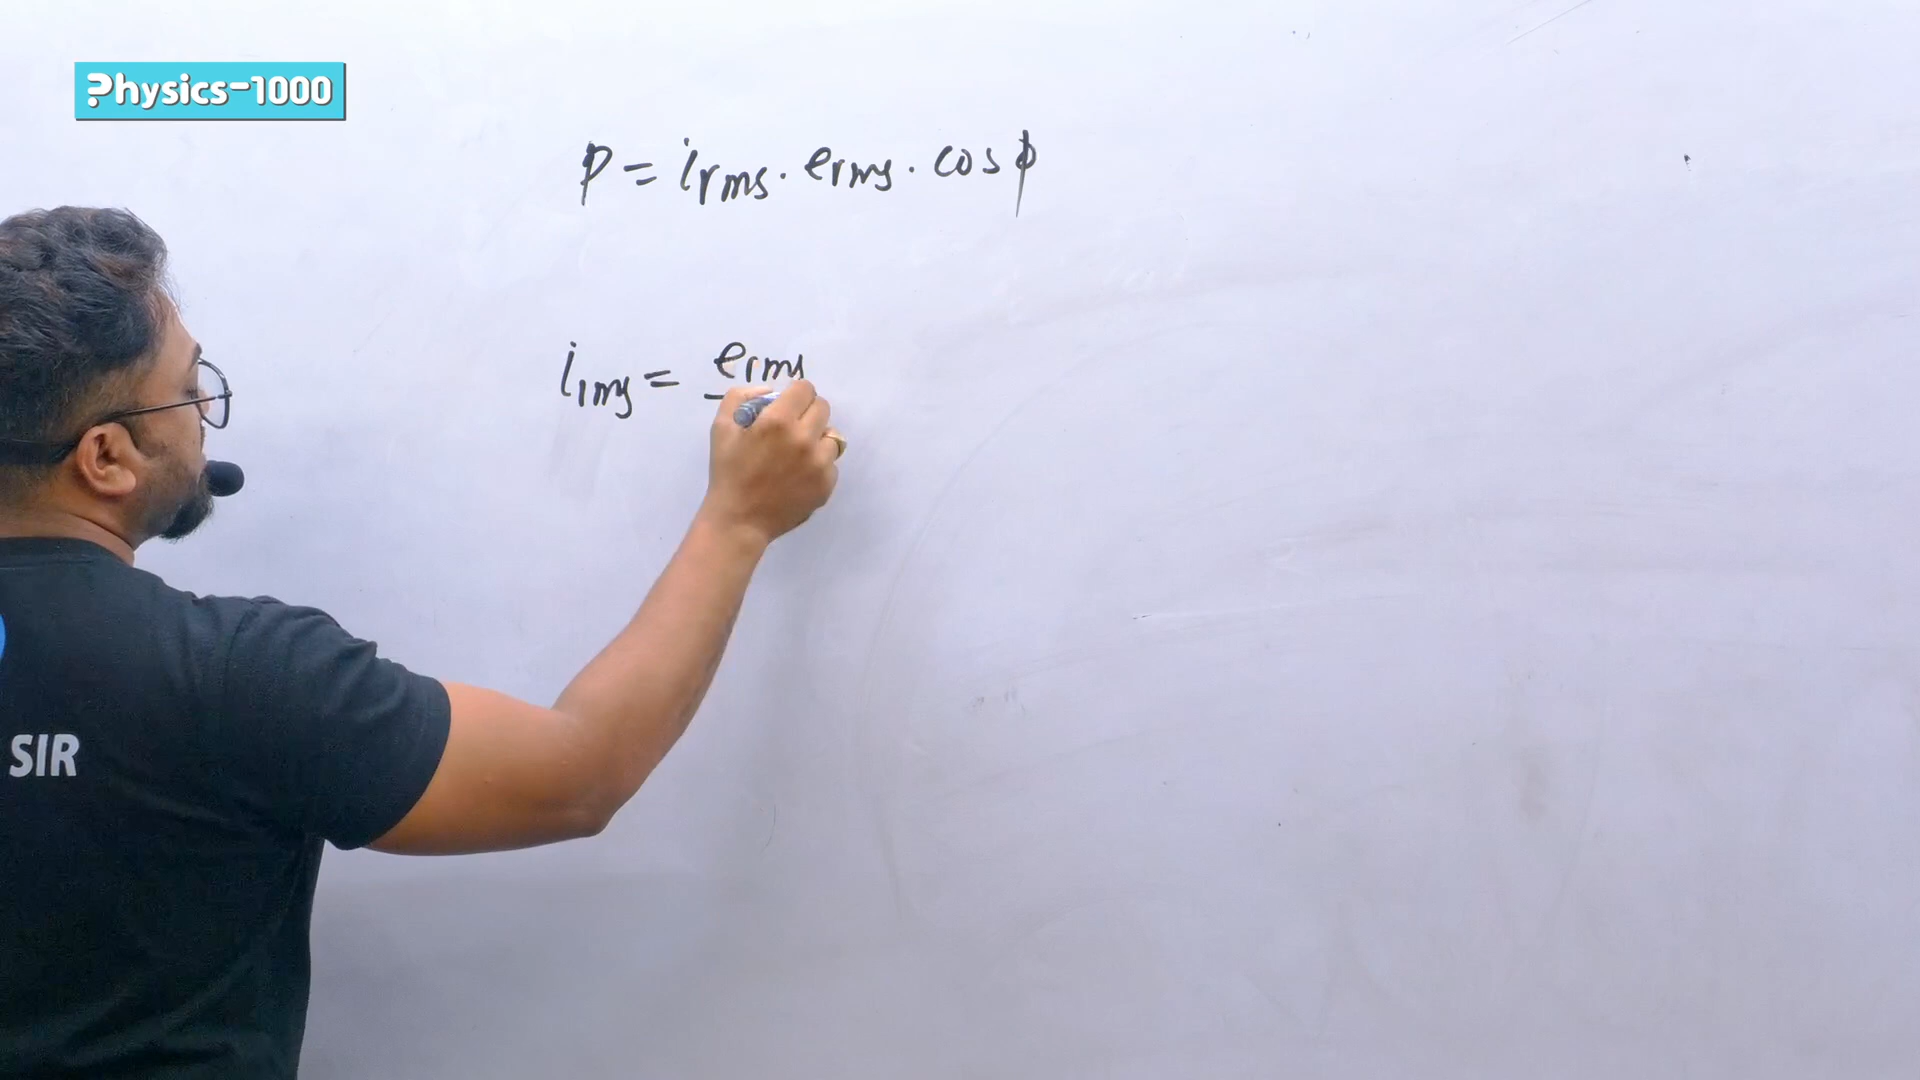 Physics-1000
P = irms . erms . cos ϕ
irms = erms
SIR